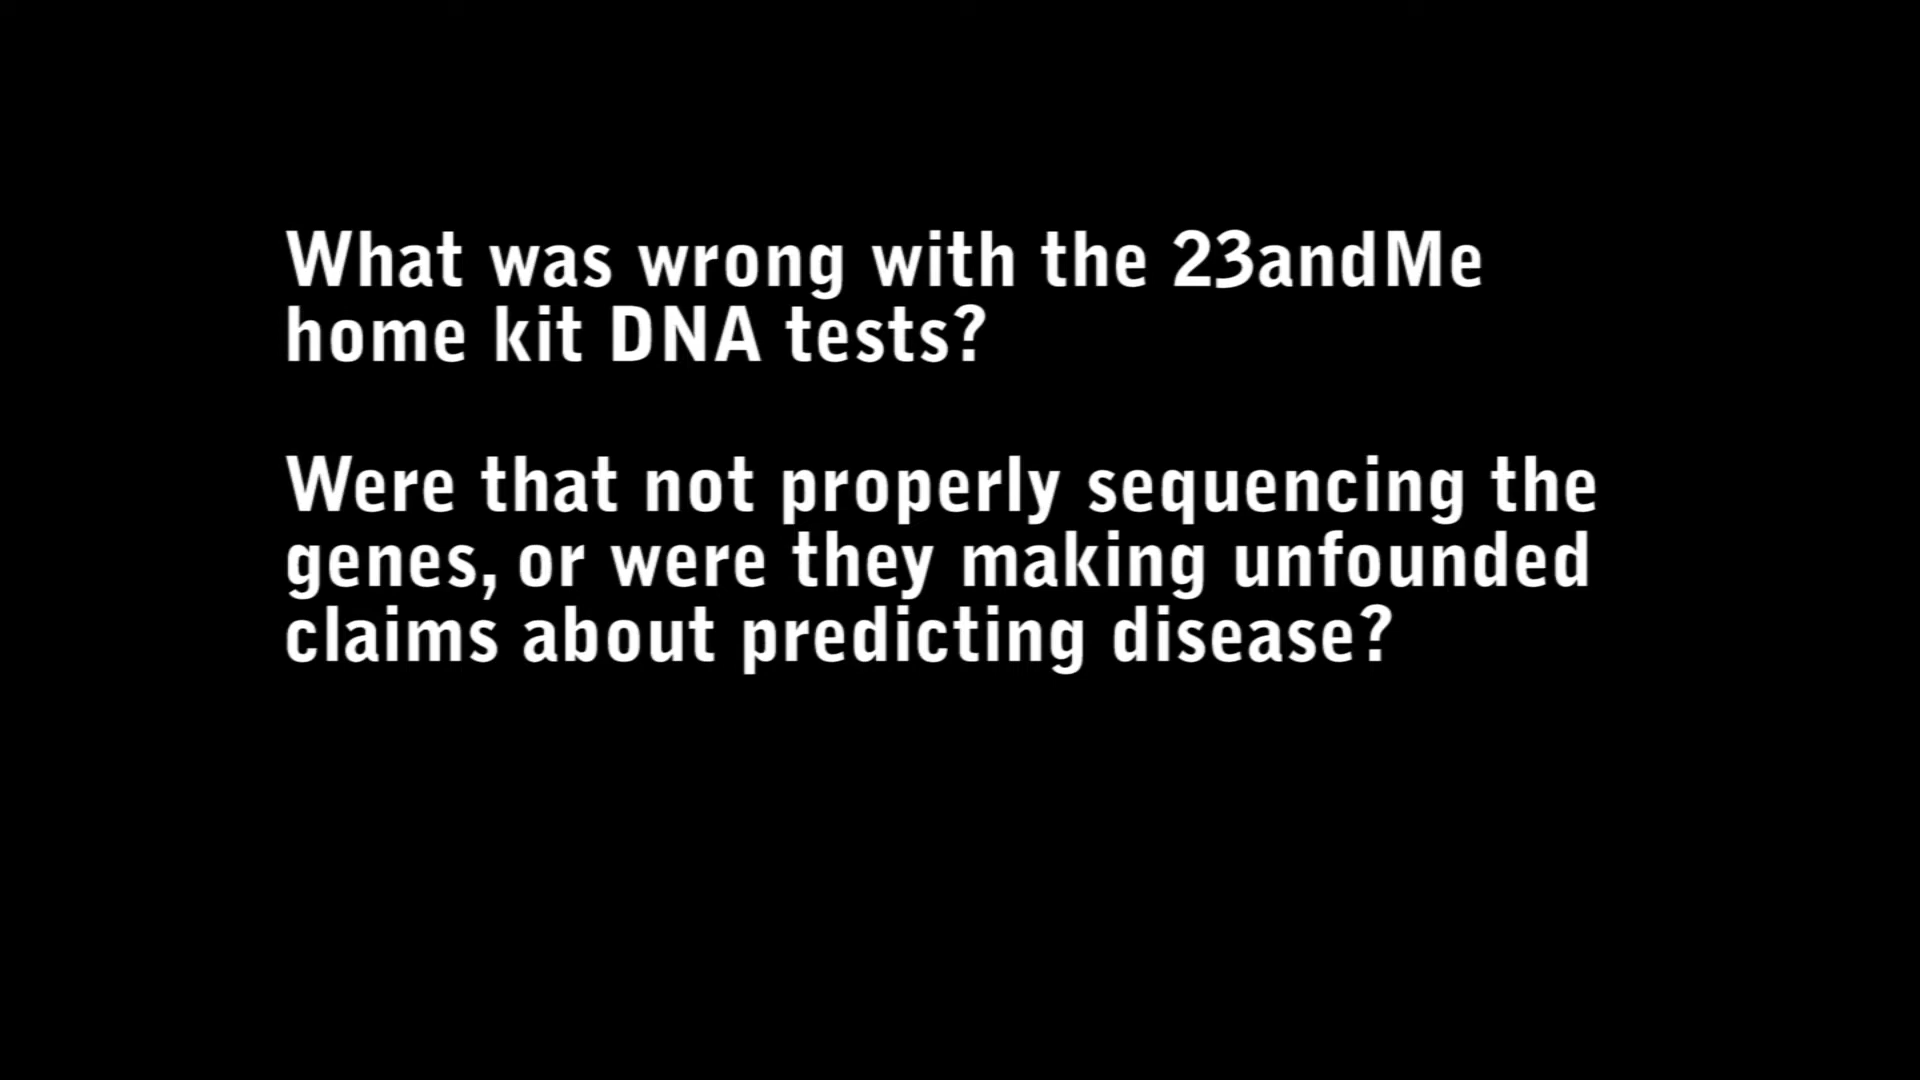 What was wrong with the 23andMe
home kit DNA tests?
Were that not properly sequencing the
genes, or were they making unfounded
claims about predicting disease?